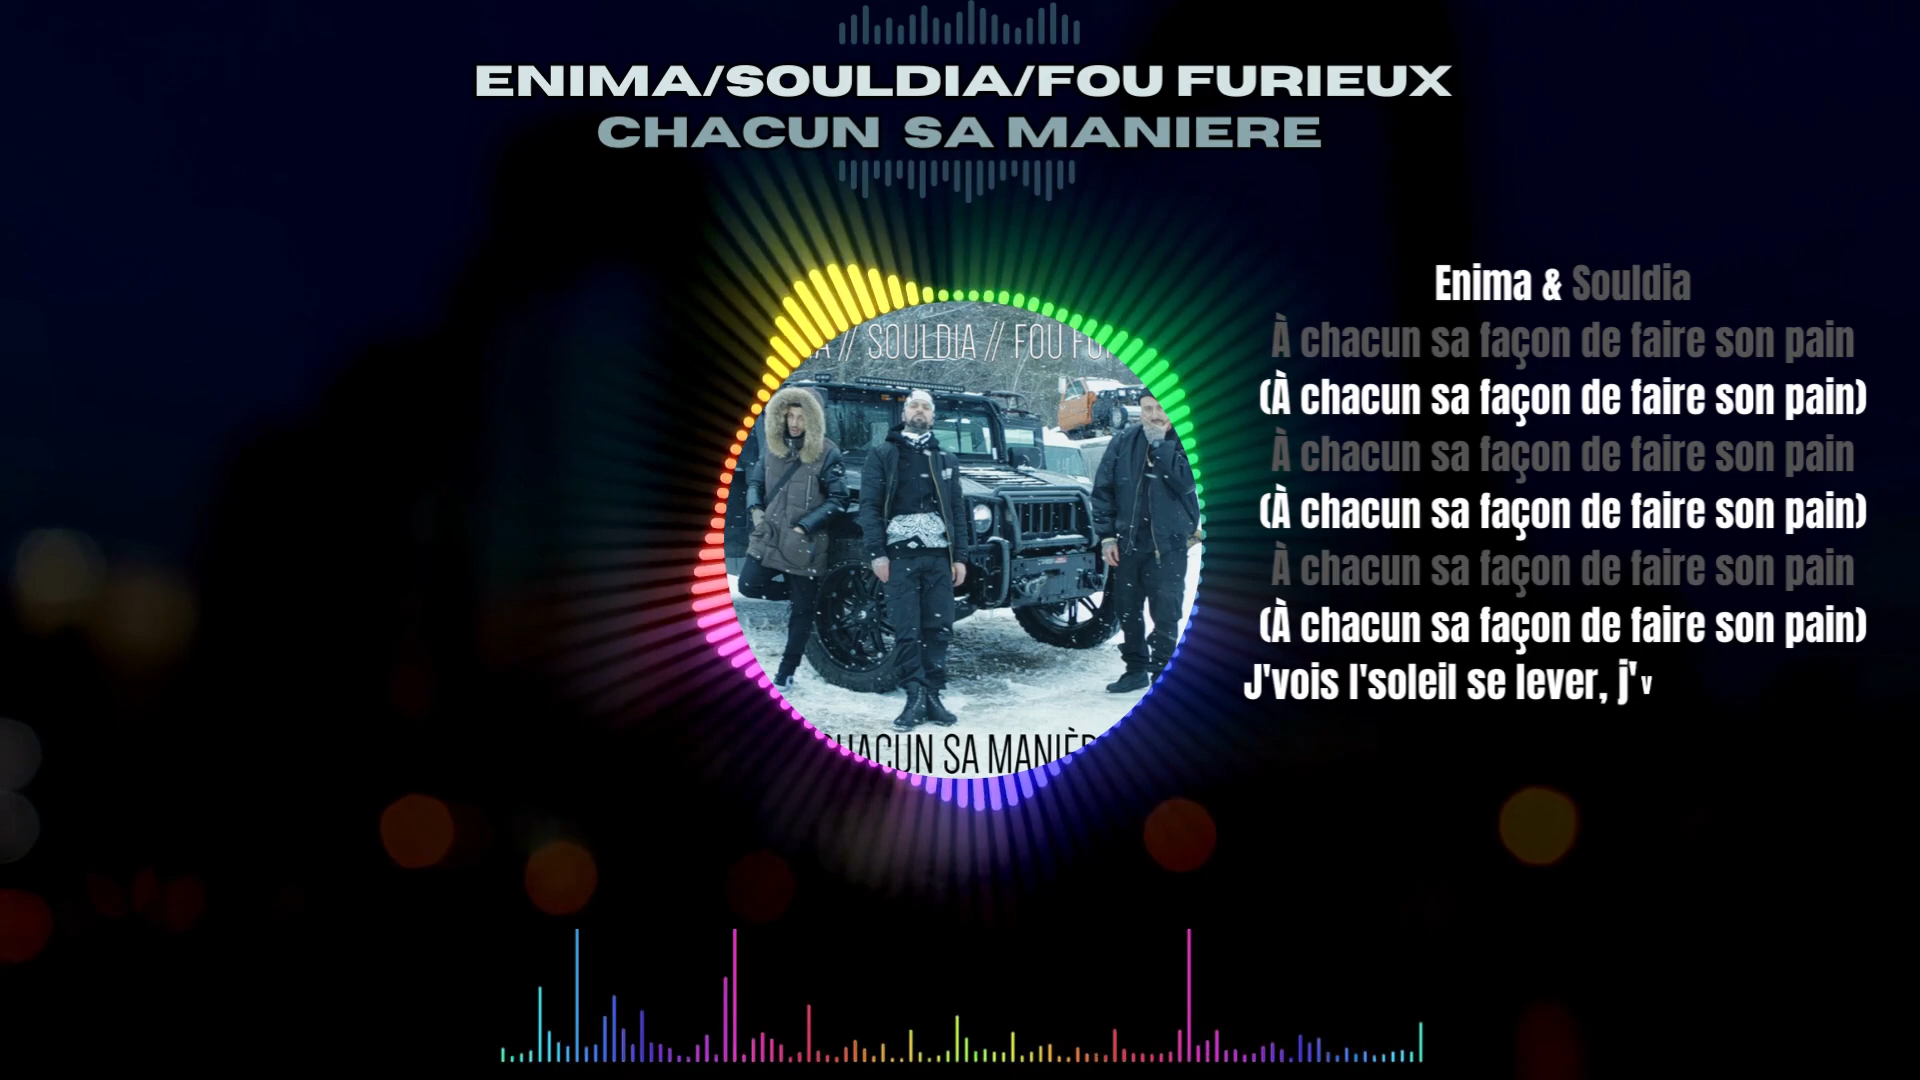 ENIMA/SOULDIA/FOU FURIEUX
CHACUN SA MANIERE
// SOULDIA // FOU
SA
Enima & Souldia
À chacun sa façon de faire son pain
(À chacun sa façon de faire son pain)
À chacun sa façon de faire son pain
(À chacun sa façon de faire son pain)
À chacun sa façon de faire son pain
(À chacun sa façon de faire son pain)
J'vois l'soleil se lever, j'v